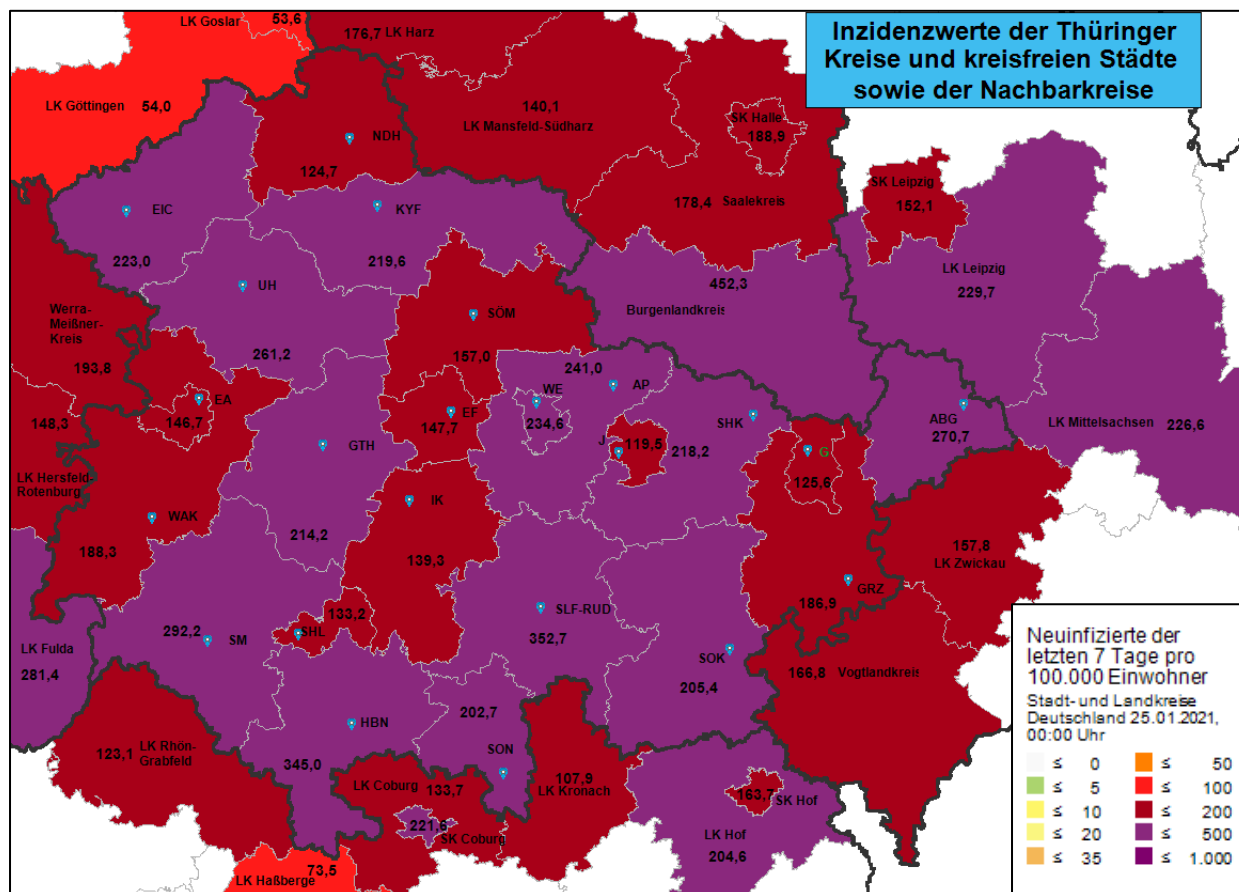 Inzidenzwerte der Thüringer
Kreise und kreisfreien Städte
sowie der Nachbarkreise
LK Goslar
53,6
176,7 LK Harz
LK Göttingen
54,0
140,1
LK Mansfeld-Südharz
SK Halle
188,9
NDH
124,7
SK Leipzig
152,1
178,4 Saalekreis
EIC
223,0
KYF
219,6
UH
261,2
452,3
Burgenlandkreis
LK Leipzig
229,7
Werra-
Meißner-
Kreis
193,8
SÖM
157,0
241,0
AP
WE
234,6
EA
146,7
EF
147,7
148,3
GTH
214,2
J
119,5
SHK
218,2
G
125,6
ABG
270,7
LK Mittelsachsen
226,6
LK Hersfeld-
Rotenburg
WAK
188,3
IK
139,3
157,8
LK Zwickau
GRZ
186,9
133,2
SHL
SLF-RUD
352,7
292,2
SM
LK Fulda
281,4
SOK
205,4
166,8
Vogtlandkreis
HBN
345,0
202,7
SON
123,1
LK Rhön-
Grabfeld
LK Coburg
133,7
107,9
LK Kronach
163,7
SK Hof
221,6
SK Coburg
LK Hof
204,6
73,5
LK Haßberge
Neuinfizierte der
letzten 7 Tage pro
100.000 Einwohner
Stadt- und Landkreise
Deutschland 25.01.2021,
00:00 Uhr
≤ 0
≤ 5
≤ 10
≤ 20
≤ 35
≤ 50
≤ 100
≤ 200
≤ 500
≤ 1.000